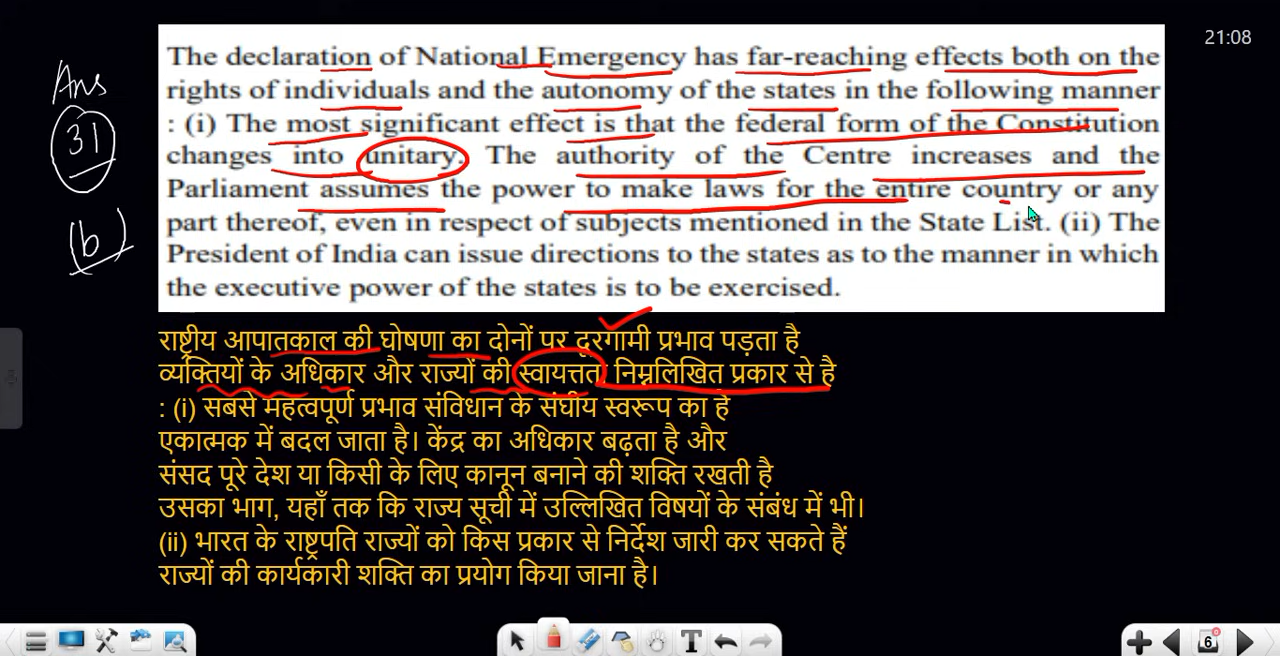 21:08
Ans
31
(b)
The declaration of National Emergency has far-reaching effects both on the
rights of individuals and the autonomy of the states in the following manner
: (i) The most significant effect is that the federal form of the Constitution
changes into unitary. The authority of the Centre increases and the
Parliament assumes the power to make laws for the entire country or any
part thereof, even in respect of subjects mentioned in the State List. (ii) The
President of India can issue directions to the states as to the manner in which
the executive power of the states is to be exercised.
राष्ट्रीय आपातकाल की घोषणा का दोनों पर दूरगामी प्रभाव पड़ता है
व्यक्तियों के अधिकार और राज्यों की स्वायत्तता निम्नलिखित प्रकार से है
: (i) सबसे महत्वपूर्ण प्रभाव संविधान के संघीय स्वरूप का है
एकात्मक में बदल जाता है। केंद्र का अधिकार बढ़ता है और
संसद पूरे देश या किसी के लिए कानून बनाने की शक्ति रखती है
उसका भाग, यहाँ तक कि राज्य सूची में उल्लिखित विषयों के संबंध में भी।
(ii) भारत के राष्ट्रपति राज्यों को किस प्रकार से निर्देश जारी कर सकते हैं
राज्यों की कार्यकारी शक्ति का प्रयोग किया जाना है।
T
6